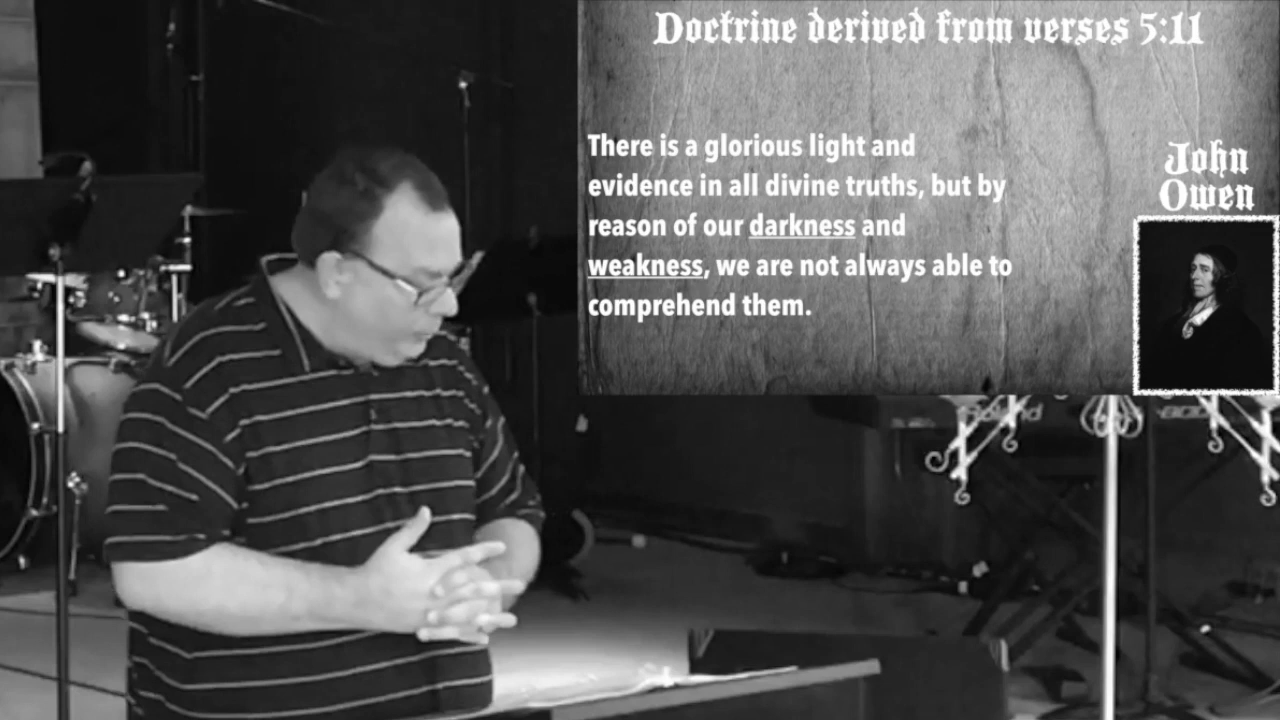 Doctrine derived from verses 5:11
There is a glorious light and
evidence in all divine truths, but by
reason of our darkness and
weakness, we are not always able to
comprehend them.
John
Owen
Roland